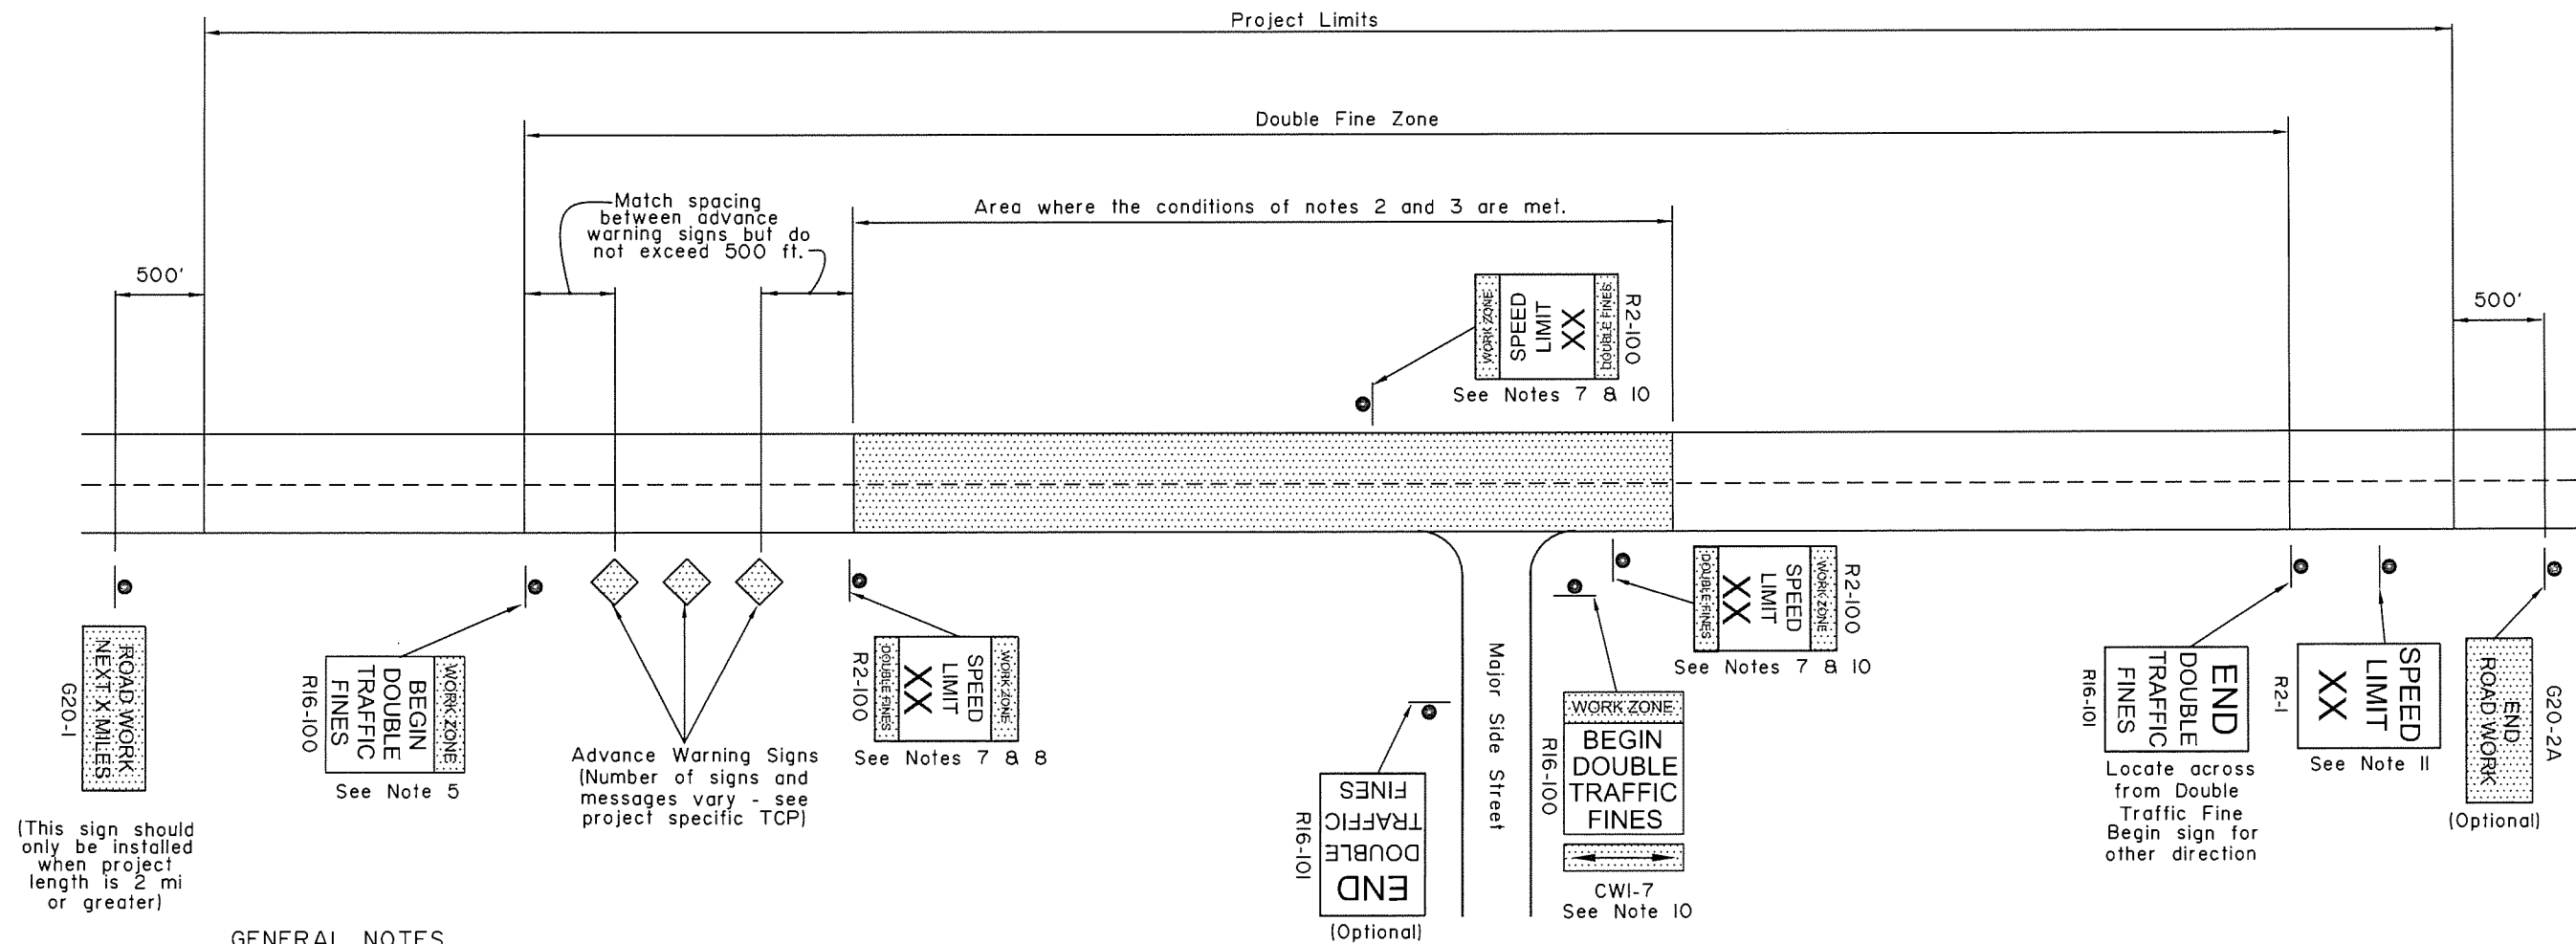 Project Limits
Double Fine Zone
Match spacing
between advance
warning signs but do
not exceed 500 ft.
Area where the conditions of notes 2 and 3 are met.
500'
500'
WORK ZONE
SPEED
LIMIT
XX
DOUBLE FINES
R2-100
See Notes 7 & 10
ROAD WORK
NEXT X MILES
G20-1
(This sign should
only be installed
when project
length is 2 mi
or greater)
WORK ZONE
BEGIN
DOUBLE
TRAFFIC
FINES
R16-100
See Note 5
Advance Warning Signs
(Number of signs and
messages vary - see
project specific TCP)
WORK ZONE
SPEED
LIMIT
XX
DOUBLE FINES
R2-100
See Notes 7 & 8
END
DOUBLE
TRAFFIC
FINES
R16-101
(Optional)
Major Side Street
WORK ZONE
SPEED
LIMIT
XX
DOUBLE FINES
R2-100
See Notes 7 & 10
WORK ZONE
BEGIN
DOUBLE
TRAFFIC
FINES
R16-100
CW1-7
See Note 10
END
DOUBLE
TRAFFIC
FINES
R16-101
Locate across
from Double
Traffic Fine
Begin sign for
other direction
SPEED
LIMIT
XX
R2-1
See Note 11
END
ROAD WORK
G20-2A
(Optional)
GENERAL NOTES